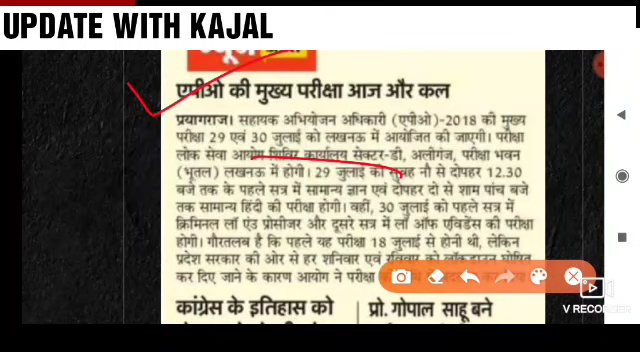 UPDATE WITH KAJAL
एपीओ की मुख्य परीक्षा आज और कल
प्रयागराज। सहायक अभियोजन अधिकारी (एपीओ)-2018 की मुख्य
परीक्षा 29 एवं 30 जुलाई को लखनऊ में आयोजित की जाएगी। परीक्षा
लोक सेवा आयोग शिविर कार्यालय सेक्टर-डी, अलीगंज, परीक्षा भवन
(भूतल) लखनऊ में होगी। 29 जुलाई को सुबह नौ से दोपहर 12.30
बजे तक के पहले सत्र में सामान्य ज्ञान एवं दोपहर दो से शाम पांच बजे
तक सामान्य हिंदी की परीक्षा होगी। वहीं, 30 जुलाई को पहले सत्र में
क्रिमिनल लॉ एंड प्रोसीजर और दूसरे सत्र में लॉ ऑफ एविडेंस की परीक्षा
होगी। गौरतलब है कि पहले यह परीक्षा 18 जुलाई से होनी थी, लेकिन
प्रदेश सरकार की ओर से हर शनिवार एवं रविवार को लॉकडाउन घोषित
कर दिए जाने के कारण आयोग ने परीक्षा
कांग्रेस के इतिहास को
प्रो. गोपाल साहू बने